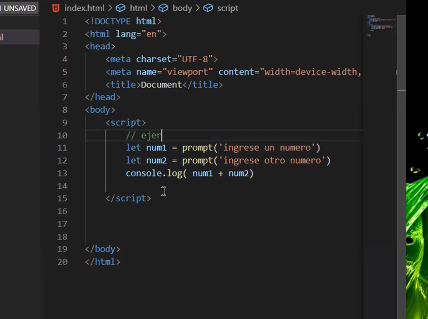 1 UNSAVED
index.html > html > body > script
nl
1 <!DOCTYPE html>
2 <html lang="en">
3 <head>
4 <meta charset="UTF-8">
5 <meta name="viewport" content="width=device-width,
6 <title>Document</title>
7 </head>
8 <body>
9 <script>
10 // ejer
11 let num1 = prompt('ingrese un numero')
12 let num2 = prompt('ingrese otro numero')
13 console.log( num1 + num2)
14
15 </script>
16
17
18
19 </body>
20 </html>